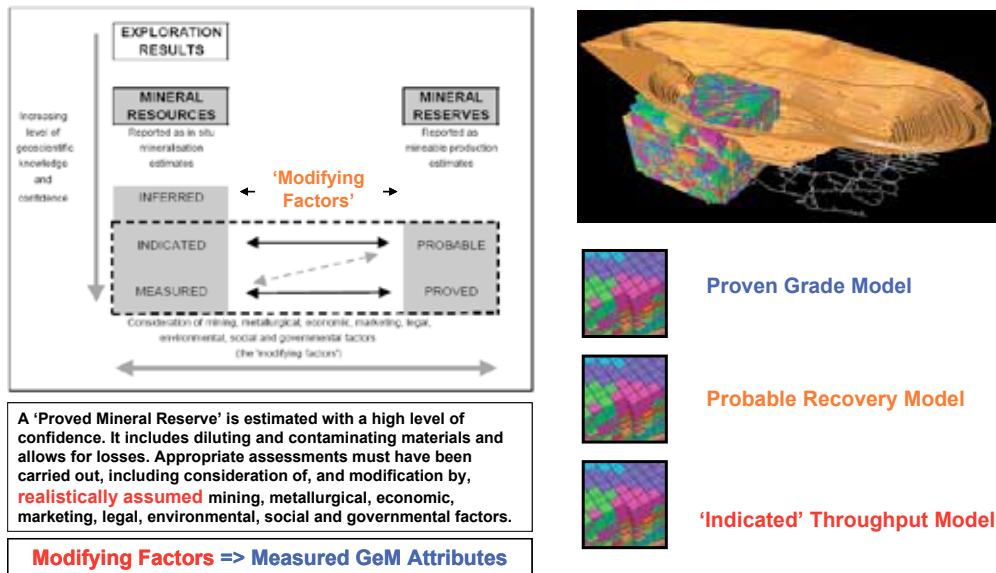 EXPLORATION
RESULTS
Increasing
level of
geoscientific
knowledge
and
confidence
MINERAL
RESOURCES
Reported as in situ
mineralisation
estimates
MINERAL
RESERVES
Reported as
mineable production
estimates
INFERRED
‘Modifying
Factors’
INDICATED
PROBABLE
MEASURED
PROVED
Consideration of mining, metallurgical, economic, marketing, legal,
environmental, social and governmental factors
(the 'modifying factors')
A ‘Proved Mineral Reserve’ is estimated with a high level of
confidence. It includes diluting and contaminating materials and
allows for losses. Appropriate assessments must have been
carried out, including consideration of, and modification by,
realistically assumed mining, metallurgical, economic,
marketing, legal, environmental, social and governmental factors.
Modifying Factors => Measured GeM Attributes
Proven Grade Model
Probable Recovery Model
‘Indicated’ Throughput Model